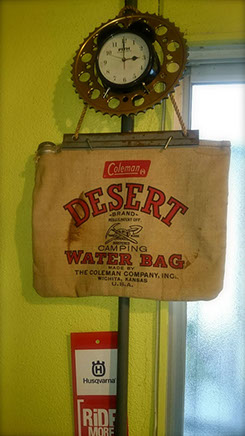 Coleman
DESERT
BRAND
CAMPING
WATER BAG
MADE BY
THE COLEMAN COMPANY, INC.
WICHITA, KANSAS
U.S.A.
Husqvarna
RiDE
MORE